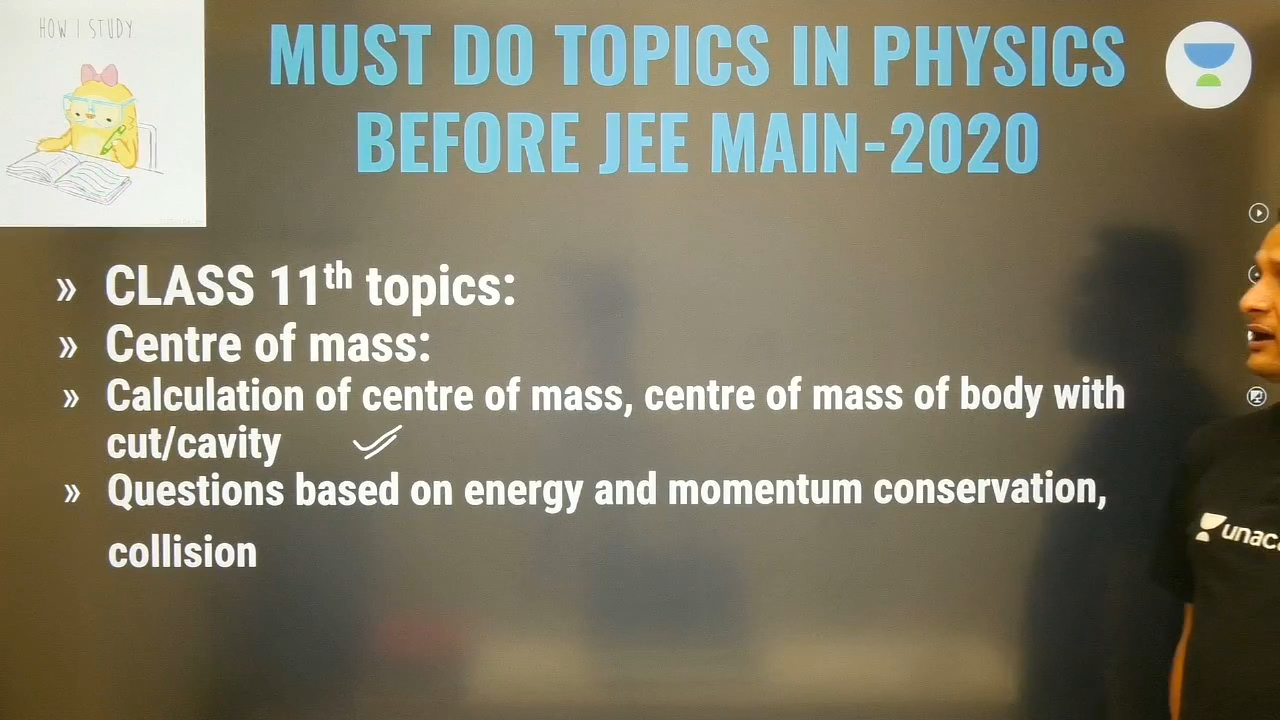 HOW I STUDY
MUST DO TOPICS IN PHYSICS
BEFORE JEE MAIN-2020
» CLASS 11th topics:
» Centre of mass:
» Calculation of centre of mass, centre of mass of body with
cut/cavity
» Questions based on energy and momentum conservation,
collision
unac